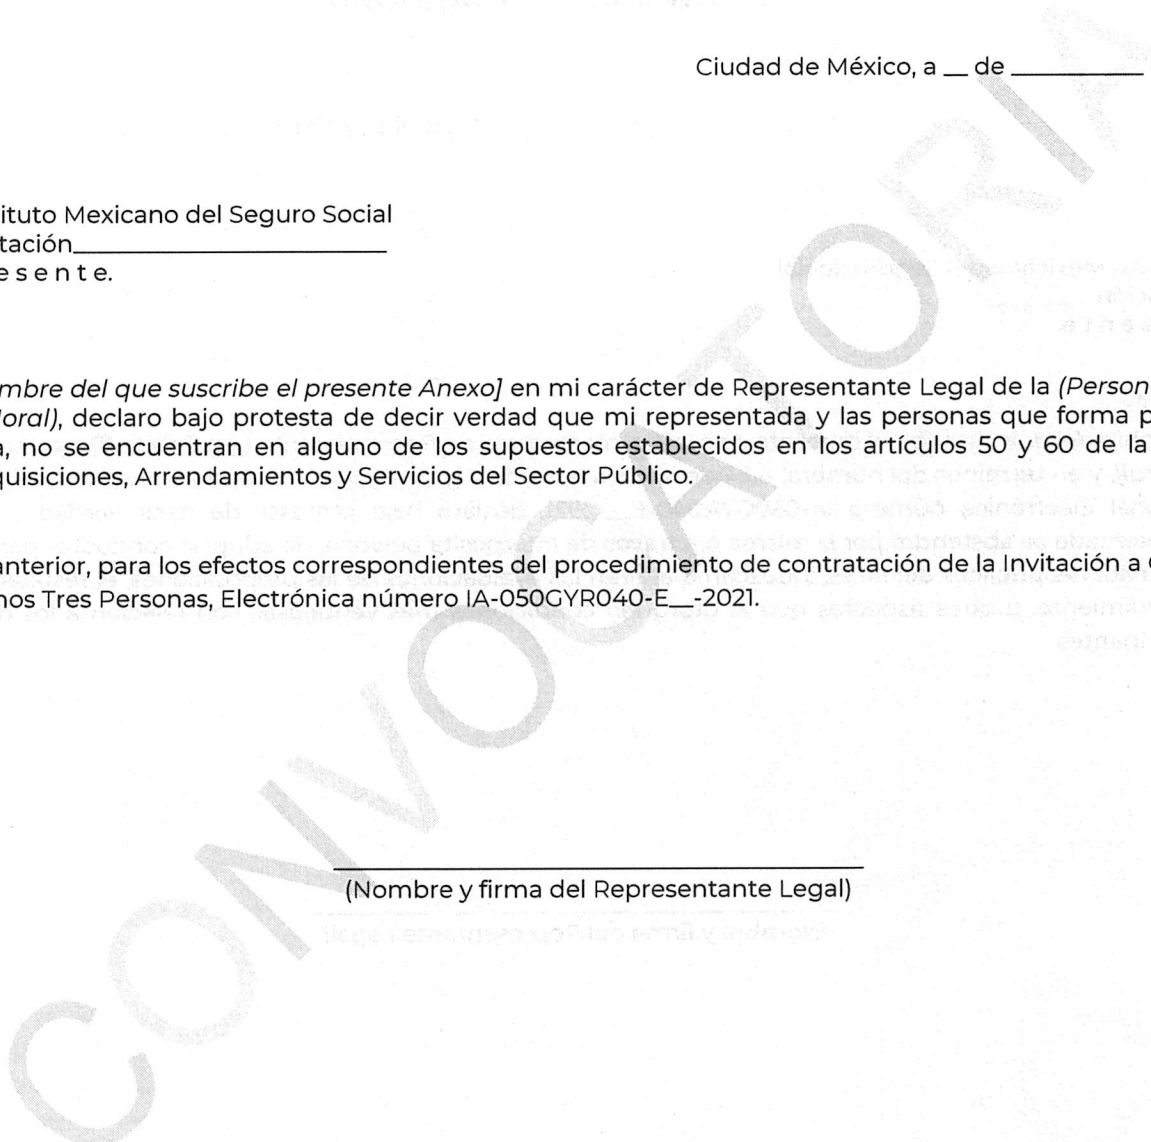 Ciudad de México, a __ de __________
ituto Mexicano del Seguro Social
tación________________________
e s e n t e.
mbre del que suscribe el presente Anexo] en mi carácter de Representante Legal de la (Person
loral), declaro bajo protesta de decir verdad que mi representada y las personas que forma p
a, no se encuentran en alguno de los supuestos establecidos en los artículos 50 y 60 de la
quisiciones, Arrendamientos y Servicios del Sector Público.
anterior, para los efectos correspondientes del procedimiento de contratación de la Invitación a
nos Tres Personas, Electrónica número IA-050GYR040-E__-2021.
(Nombre y firma del Representante Legal)
CONVOCATORIA